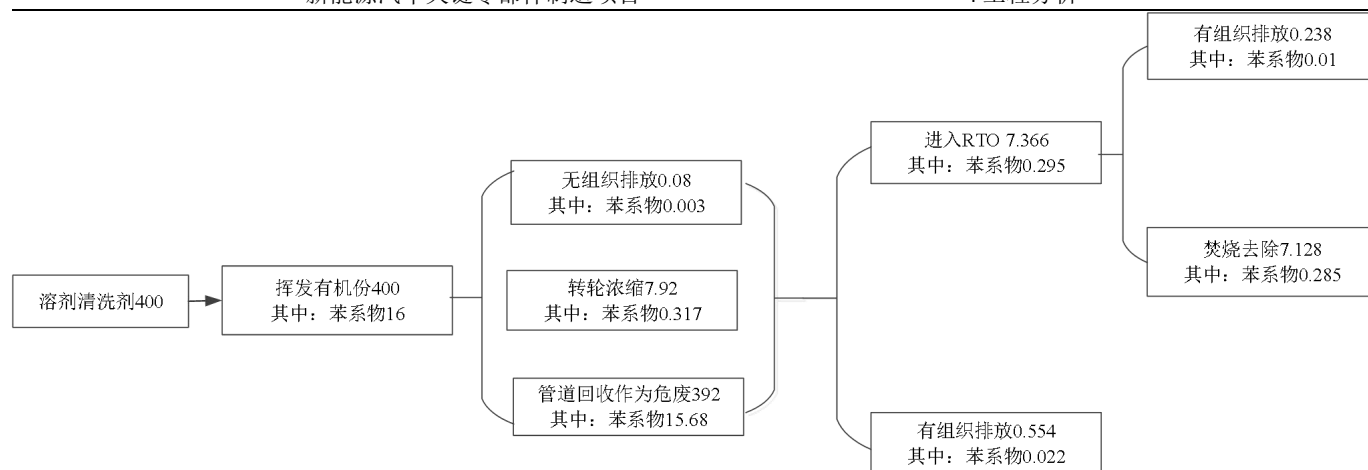 有组织排放0.238
其中：苯系物0.01
进入RTO 7.366
其中：苯系物0.295
无组织排放0.08
其中：苯系物0.003
焚烧去除7.128
其中：苯系物0.285
溶剂清洗剂400
挥发有机份400
其中：苯系物16
转轮浓缩7.92
其中：苯系物0.317
管道回收作为危废392
其中：苯系物15.68
有组织排放0.554
其中：苯系物0.022